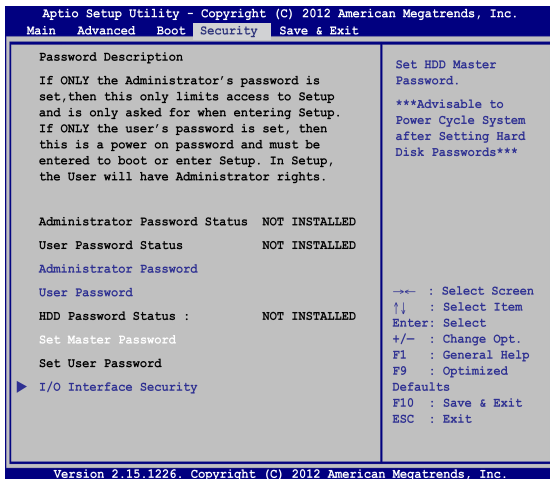 Aptio Setup Utility - Copyright (C) 2012 American Megatrends, Inc.
Main Advanced Boot Security Save & Exit
Password Description
If ONLY the Administrator's password is
set,then this only limits access to Setup
and is only asked for when entering Setup.
If ONLY the user's password is set, then
this is a power on password and must be
entered to boot or enter Setup. In Setup,
the User will have Administrator rights.
Administrator Password Status NOT INSTALLED
User Password Status NOT INSTALLED
Administrator Password
User Password
HDD Password Status : NOT INSTALLED
Set Master Password
Set User Password
I/O Interface Security
Set HDD Master
Password.
***Advisable to
Power Cycle System
after Setting Hard
Disk Passwords***
→← : Select Screen
↑↓ : Select Item
Enter: Select
+/— : Change Opt.
F1 : General Help
F9 : Optimized
Defaults
F10 : Save & Exit
ESC : Exit
Version 2.15.1226. Copyright (C) 2012 American Megatrends, Inc.